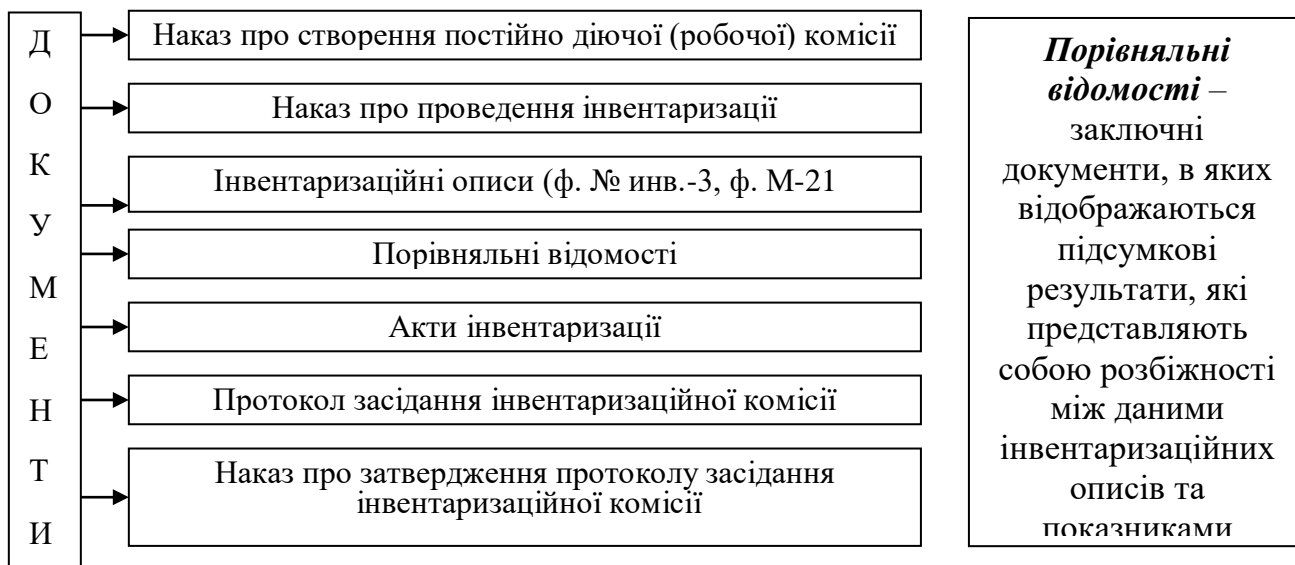 Д
О
К
У
М
Е
Н
Т
И
Наказ про створення постійно діючої (робочої) комісії
Наказ про проведення інвентаризації
Інвентаризаційні описи (ф. № инв.-3, ф. М-21
Порівняльні відомості
Акти інвентаризації
Протокол засідання інвентаризаційної комісії
Наказ про затвердження протоколу засідання
інвентаризаційної комісії
Порівняльні
відомості –
заключні
документи, в яких
відображаються
підсумкові
результати, які
представляють
собою розбіжності
між даними
інвентаризаційних
описів та
показниками